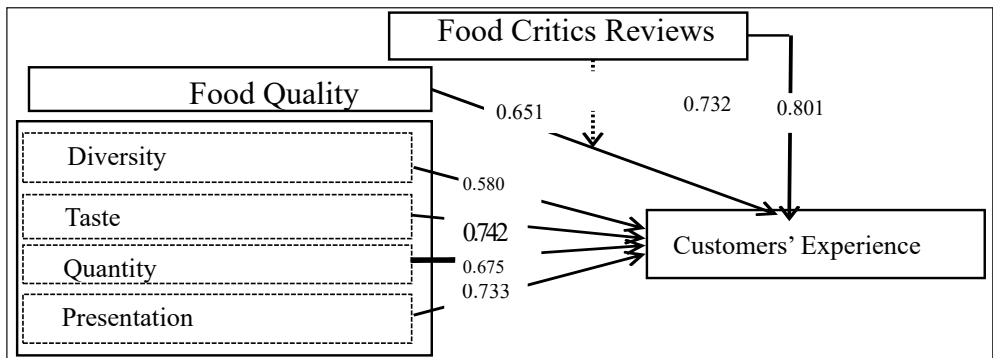 Food Critics Reviews
Food Quality
0.651
0.732
0.801
Diversity
0.580
Taste
0.742
Customers’ Experience
Quantity
0.675
0.733
Presentation